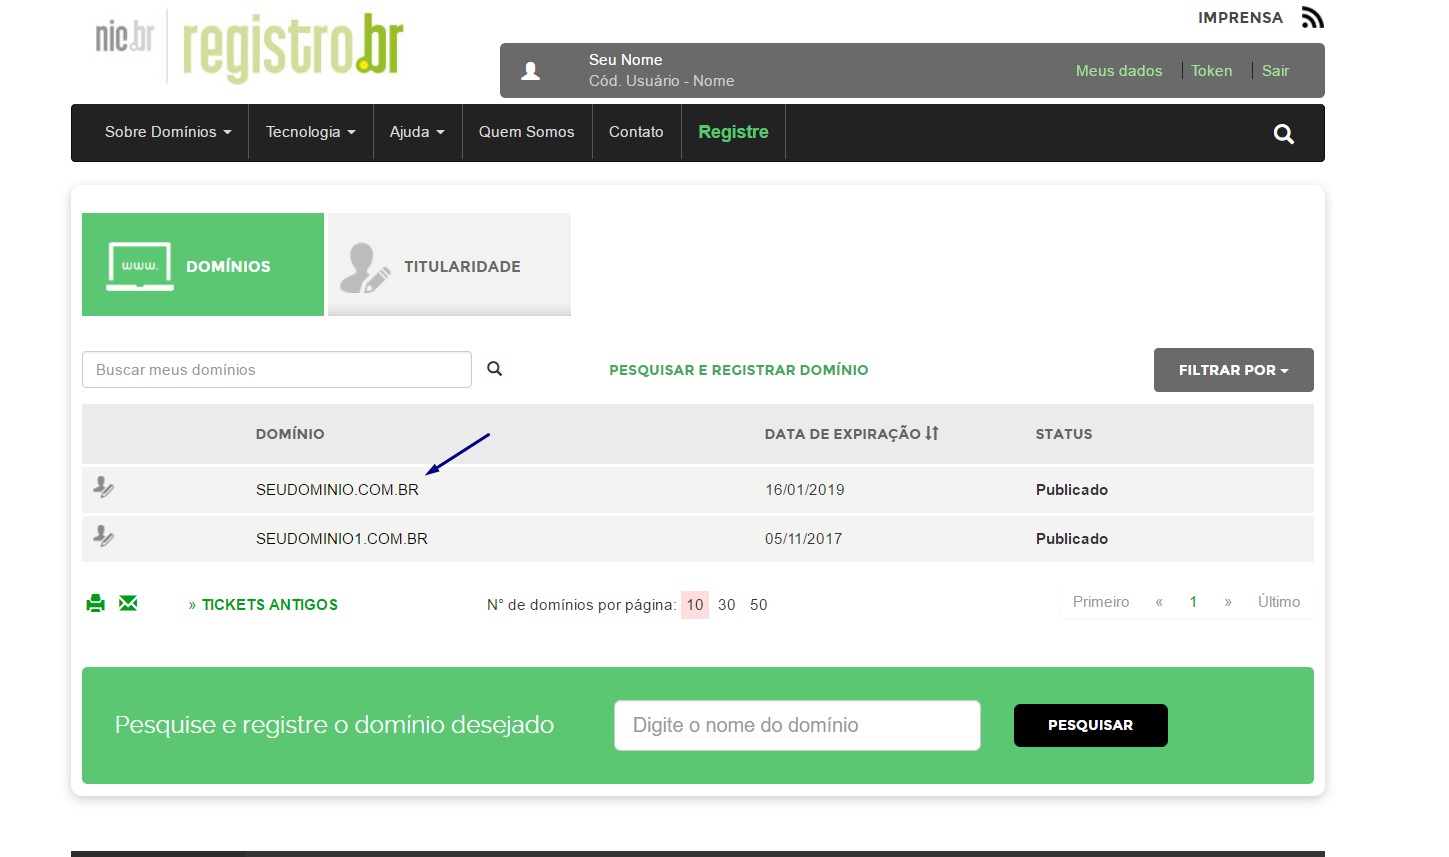 IMPRENSA
nic.br registro.br
Seu Nome
Cód. Usuário - Nome
Meus dados Token Sair
Sobre Domínios Tecnologia Ajuda Quem Somos Contato Registre
www. DOMÍNIOS TITULARIDADE
Buscar meus domínios PESQUISAR E REGISTRAR DOMÍNIO FILTRAR POR
DOMÍNIO DATA DE EXPIRAÇÃO STATUS
SEUDOMINIO.COM.BR 16/01/2019 Publicado
SEUDOMINIO1.COM.BR 05/11/2017 Publicado
» TICKETS ANTIGOS N° de domínios por página: 10 30 50 Primeiro « 1 » Último
Pesquise e registre o domínio desejado Digite o nome do domínio PESQUISAR